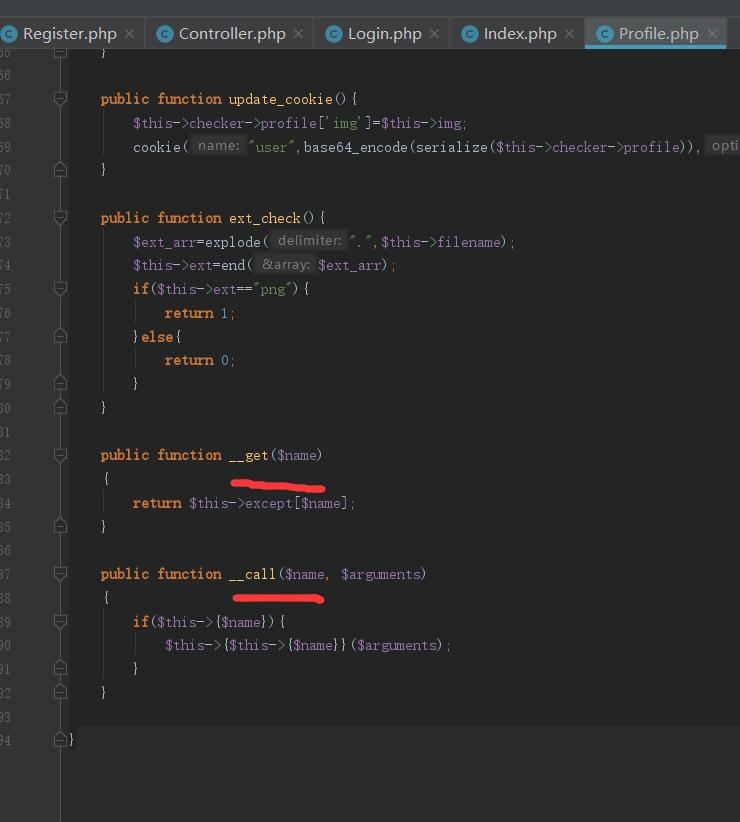 Register.php × Controller.php × Login.php × Index.php × Profile.php ×
65 }
66
67 public function update_cookie(){
68 $this->checker->profile['img']=$this->img;
69 cookie( name: "user",base64_encode(serialize($this->checker->profile)),
70 }
71
72 public function ext_check(){
73 $ext_arr=explode( delimiter: ".",$this->filename);
74 $this->ext=end( &array: $ext_arr);
75 if($this->ext=="png"){
76 return 1;
77 }else{
78 return 0;
79 }
80 }
81
82 public function __get($name)
83 {
84 return $this->except[$name];
85 }
86
87 public function __call($name, $arguments)
88 {
89 if($this->{$name}){
90 $this->{$this->{$name}}($arguments);
91 }
92 }
93
94 }